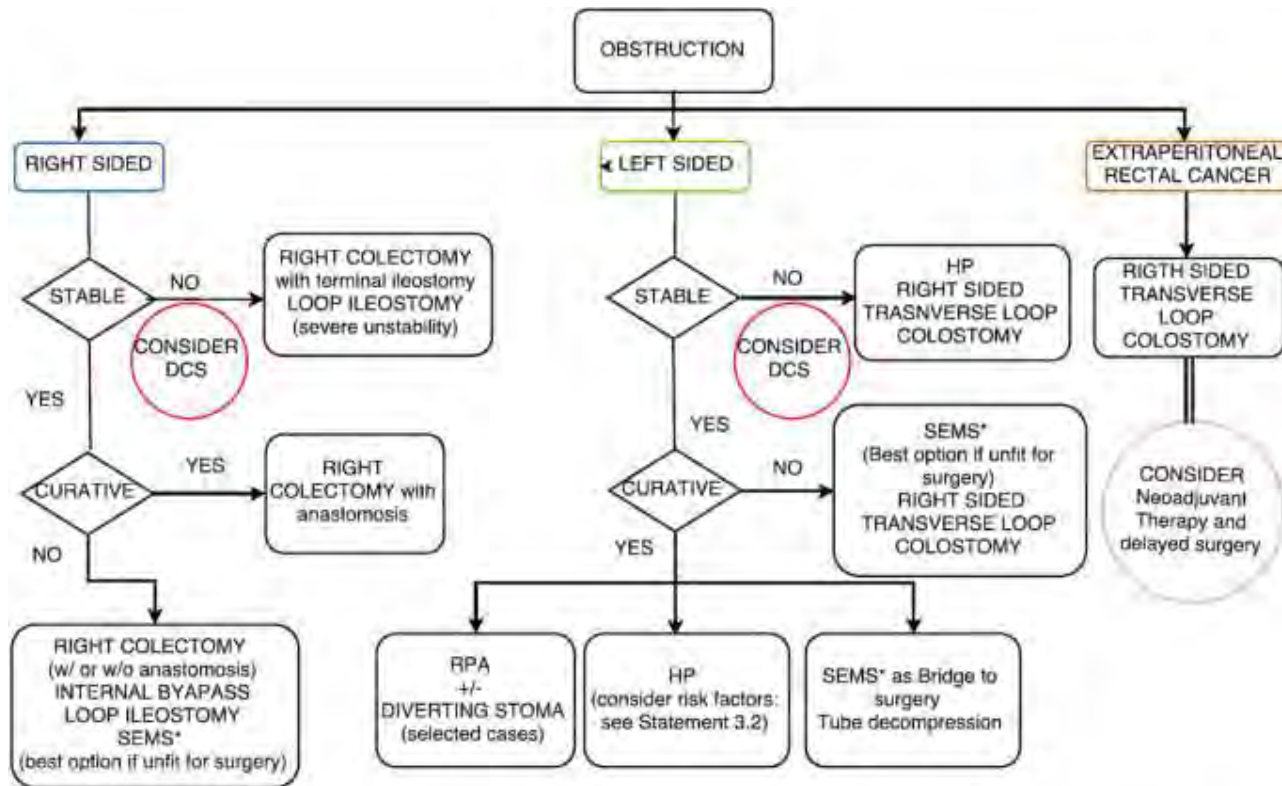 OBSTRUCTION
RIGHT SIDED
LEFT SIDED
EXTRAPERITONEAL
RECTAL CANCER
STABLE
NO
RIGHT COLECTOMY
with terminal ileostomy
LOOP ILEOSTOMY
(severe unstability)
CONSIDER
DCS
YES
CURATIVE
YES
RIGHT
COLECTOMY with
anastomosis
NO
RIGHT COLECTOMY
(w/ or w/o anastomosis)
INTERNAL BYAPASS
LOOP ILEOSTOMY
SEMS*
(best option if unfit for surgery)
STABLE
NO
HP
RIGHT SIDED
TRASNVERSE LOOP
COLOSTOMY
CONSIDER
DCS
YES
CURATIVE
NO
SEMS*
(Best option if unfit for
surgery)
RIGHT SIDED
TRANSVERSE LOOP
COLOSTOMY
YES
RPA
+/-
DIVERTING STOMA
(selected cases)
HP
(consider risk factors:
see Statement 3.2)
SEMS* as Bridge to
surgery
Tube decompression
RIGTH SIDED
TRANSVERSE
LOOP
COLOSTOMY
CONSIDER
Neoadjuvant
Therapy and
delayed surgery